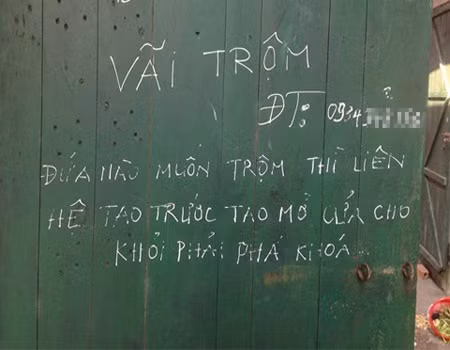 VÃI TRỘM
ĐT: 0934
ĐỨA NÀO MUỐN TRỘM THÌ LIÊN
HỆ TAO TRƯỚC TAO MỞ CỬA CHO
KHỎI PHẢI PHÁ KHOÁ...